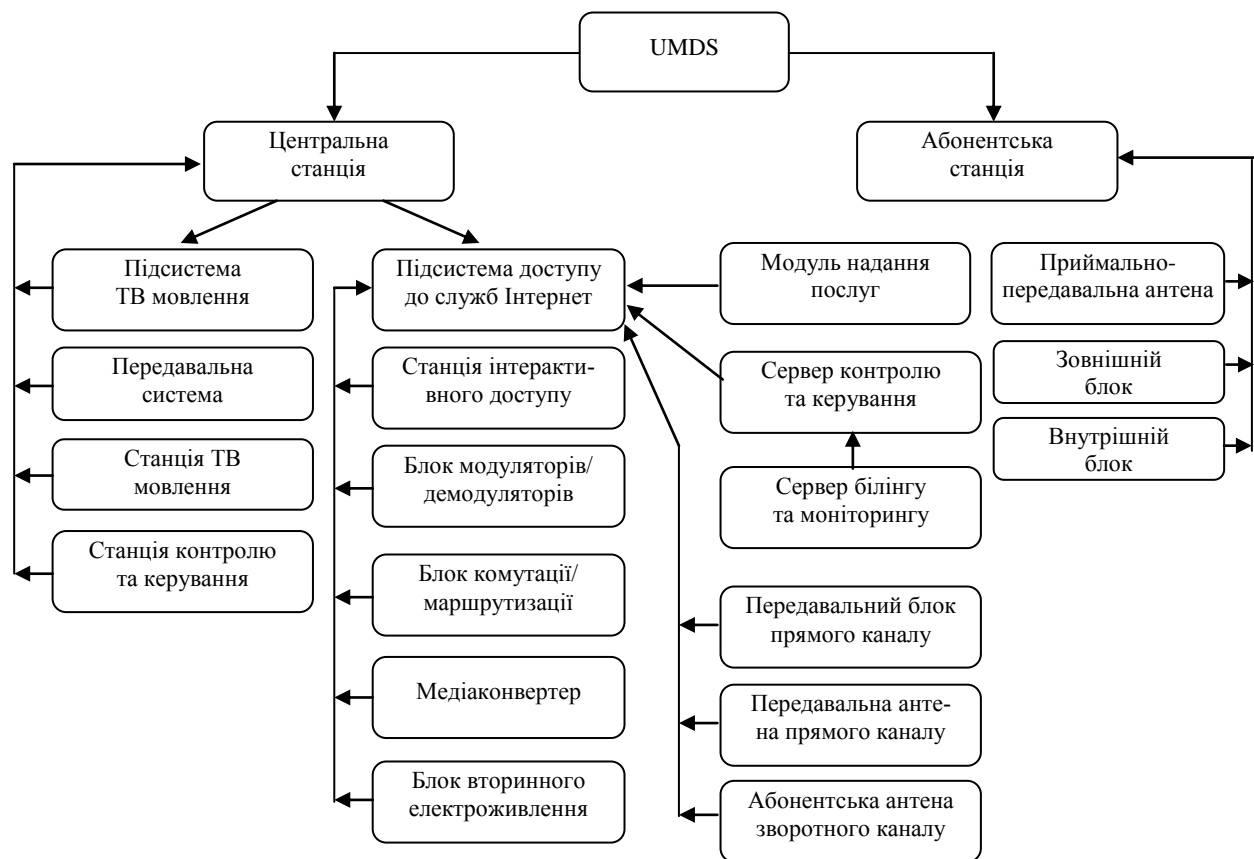 UMDS
Центральна
станція
Абонентська
станція
Підсистема
ТВ мовлення
Передавальна
система
Станція ТВ
мовлення
Станція контролю
та керування
Підсистема доступу
до служб Інтернет
Станція інтеракти-
вного доступу
Блок модуляторів/
демодуляторів
Блок комутації/
маршрутизації
Медіаконвертер
Блок вторинного
електроживлення
Модуль надання
послуг
Сервер контролю
та керування
Сервер білінгу
та моніторингу
Передавальний блок
прямого каналу
Передавальна анте-
на прямого каналу
Абонентська антена
зворотного каналу
Приймально-
передавальна антена
Зовнішній
блок
Внутрішній
блок